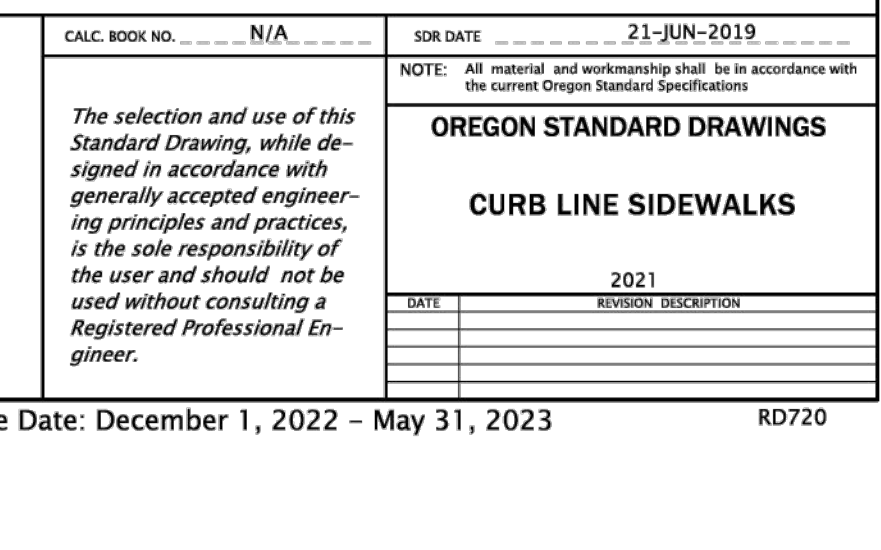 CALC. BOOK NO. N/A
SDR DATE 21-JUN-2019
NOTE: All material and workmanship shall be in accordance with
the current Oregon Standard Specifications
The selection and use of this
Standard Drawing, while de-
signed in accordance with
generally accepted engineer-
ing principles and practices,
is the sole responsibility of
the user and should not be
used without consulting a
Registered Professional En-
gineer.
OREGON STANDARD DRAWINGS
CURB LINE SIDEWALKS
2021
DATE REVISION DESCRIPTION
e Date: December 1, 2022 – May 31, 2023
RD720